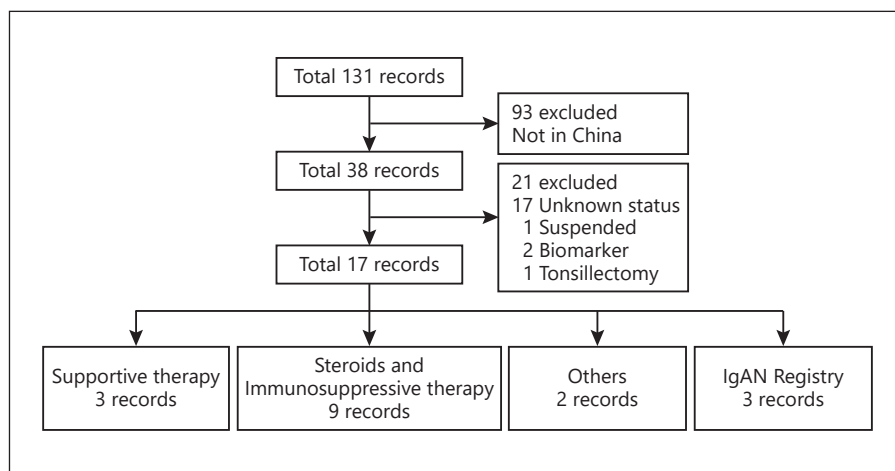 Total 131 records
93 excluded
Not in China
Total 38 records
21 excluded
17 Unknown status
1 Suspended
2 Biomarker
1 Tonsillectomy
Total 17 records
Supportive therapy
3 records
Steroids and
Immunosuppressive therapy
9 records
Others
2 records
IgAN Registry
3 records